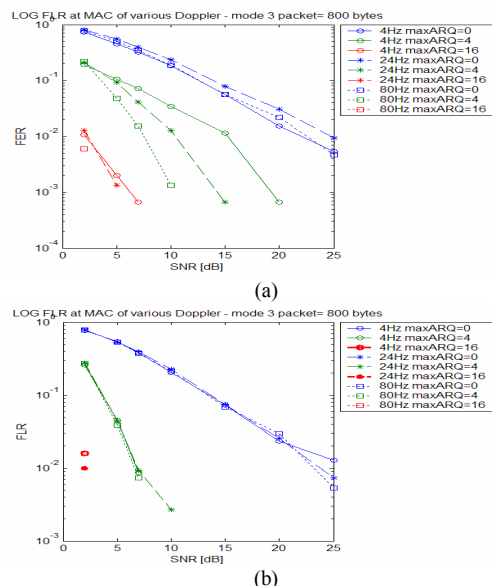 LOG FLR at MAC of various Doppler - mode 3 packet= 800 bytes
10⁰
10⁻¹
10⁻²
10⁻³
10⁻⁴
FER
0 5 10 15 20 25
SNR [dB]
4Hz maxARQ=0
4Hz maxARQ=4
4Hz maxARQ=16
24Hz maxARQ=0
24Hz maxARQ=4
24Hz maxARQ=16
80Hz maxARQ=0
80Hz maxARQ=4
80Hz maxARQ=16
(a)
LOG FLR at MAC of various Doppler - mode 3 packet= 800 bytes
10⁰
10⁻¹
10⁻²
10⁻³
FLR
0 5 10 15 20 25
SNR [dB]
4Hz maxARQ=0
4Hz maxARQ=4
4Hz maxARQ=16
24Hz maxARQ=0
24Hz maxARQ=4
24Hz maxARQ=16
80Hz maxARQ=0
80Hz maxARQ=4
80Hz maxARQ=16
(b)